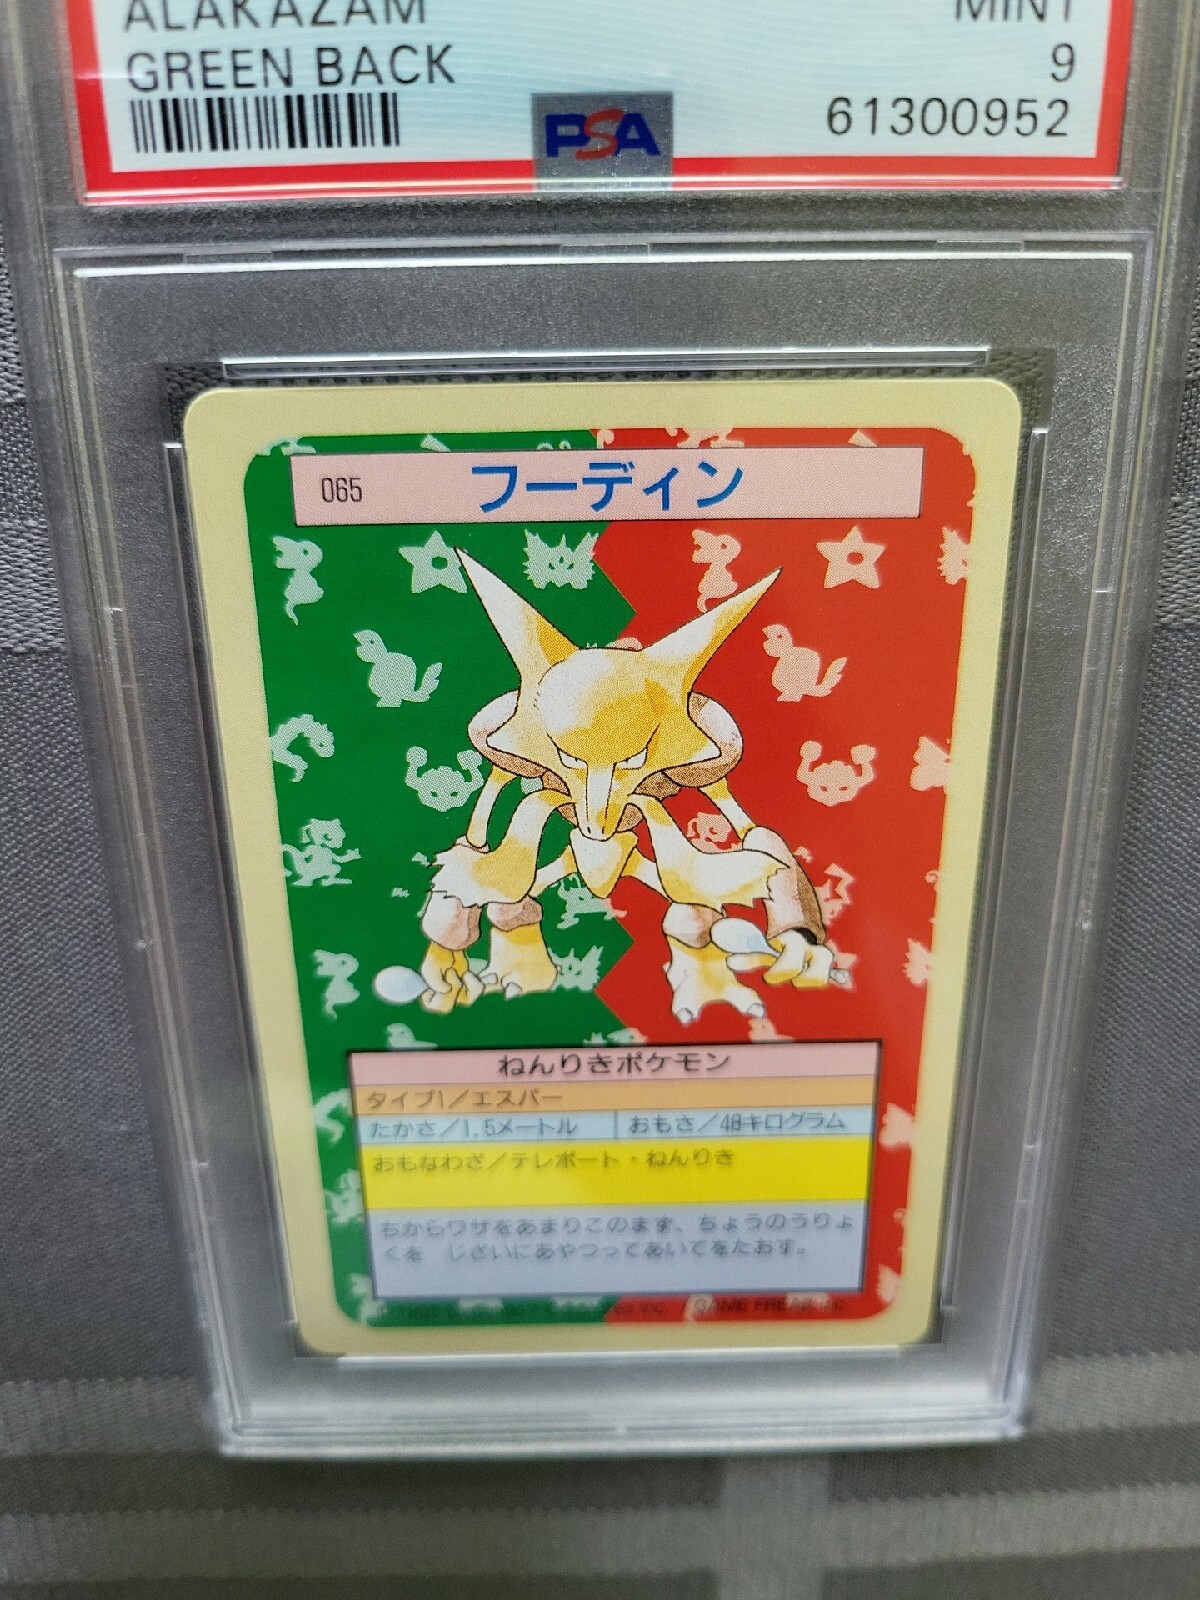 ALAKAZAM
MINT
GREEN BACK
9
61300952
PSA
065 フーディン
ねんりきポケモン
タイプ1/エスパー
たかさ/1.5メートル おもさ/48キログラム
おもなわざ/テレポート・ねんりき
ちからワザをあまりこのまず、ちょうのうりょ
くを じざいにあやつってあいてをたおす。
GAME FREAK inc.